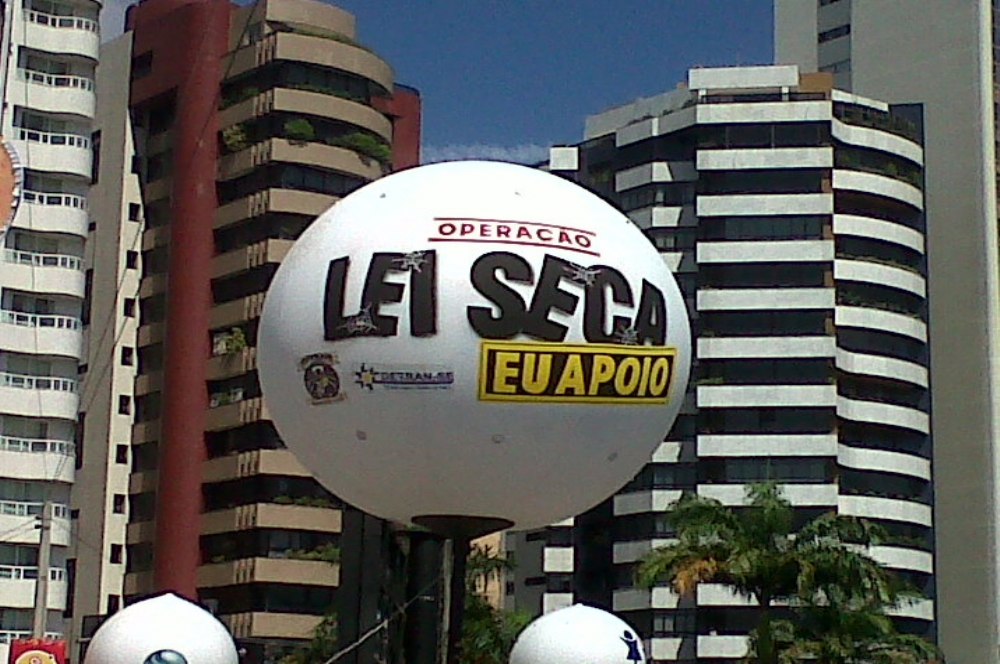 OPERAÇÃO
LEI SECA
EU APOIO
DETRAN-SE